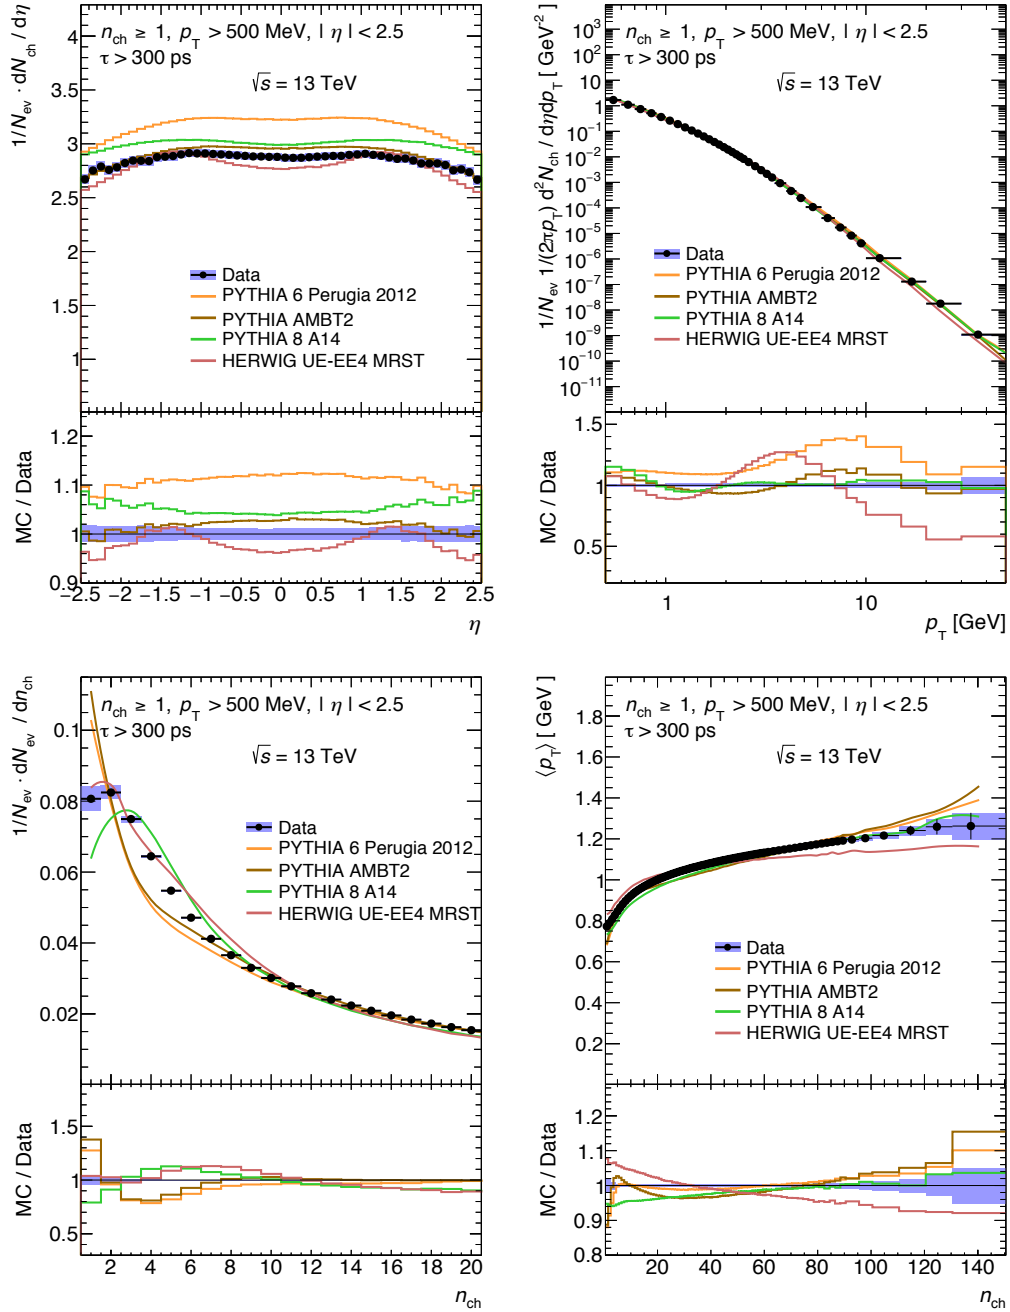 1/N_ev · dN_ch / dη
n_ch ≥ 1, p_T > 500 MeV, | η | < 2.5
τ > 300 ps
√s = 13 TeV
4
3.5
3
2.5
2
1.5
1
Data
PYTHIA 6 Perugia 2012
PYTHIA AMBT2
PYTHIA 8 A14
HERWIG UE-EE4 MRST
MC / Data
1.2
1.1
1
0.9
−2.5 −2 −1.5 −1 −0.5 0 0.5 1 1.5 2 2.5
η
1/N_ev 1/(2πp_T) d²N_ch / dηdp_T [ GeV⁻² ]
n_ch ≥ 1, p_T > 500 MeV, | η | < 2.5
τ > 300 ps
√s = 13 TeV
10³
10²
10
1
10⁻¹
10⁻²
10⁻³
10⁻⁴
10⁻⁵
10⁻⁶
10⁻⁷
10⁻⁸
10⁻⁹
10⁻¹⁰
10⁻¹¹
Data
PYTHIA 6 Perugia 2012
PYTHIA AMBT2
PYTHIA 8 A14
HERWIG UE-EE4 MRST
MC / Data
1.5
1
0.5
1 10
p_T [GeV]
1/N_ev · dN_ev / dn_ch
n_ch ≥ 1, p_T > 500 MeV, | η | < 2.5
τ > 300 ps
√s = 13 TeV
0.1
0.08
0.06
0.04
0.02
Data
PYTHIA 6 Perugia 2012
PYTHIA AMBT2
PYTHIA 8 A14
HERWIG UE-EE4 MRST
MC / Data
1.5
1
0.5
2 4 6 8 10 12 14 16 18 20
n_ch
⟨p_T⟩ [ GeV ]
n_ch ≥ 1, p_T > 500 MeV, | η | < 2.5
τ > 300 ps
√s = 13 TeV
1.8
1.6
1.4
1.2
1
0.8
0.6
0.4
0.2
Data
PYTHIA 6 Perugia 2012
PYTHIA AMBT2
PYTHIA 8 A14
HERWIG UE-EE4 MRST
MC / Data
1.2
1.1
1
0.9
0.8
20 40 60 80 100 120 140
n_ch